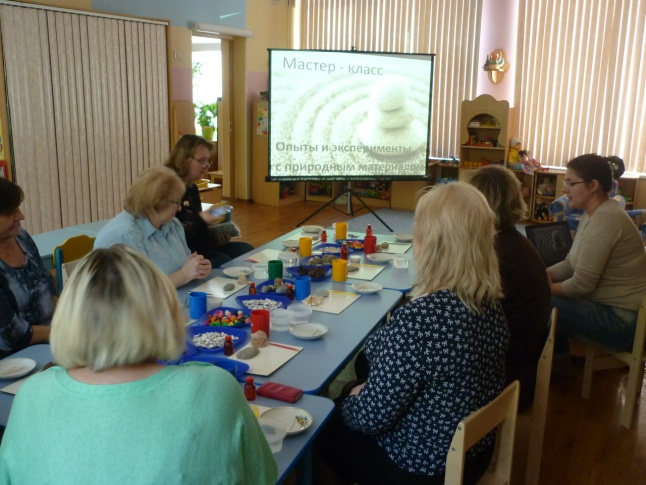 Мастер - класс
Опыты и эксперименты
с природным материалом